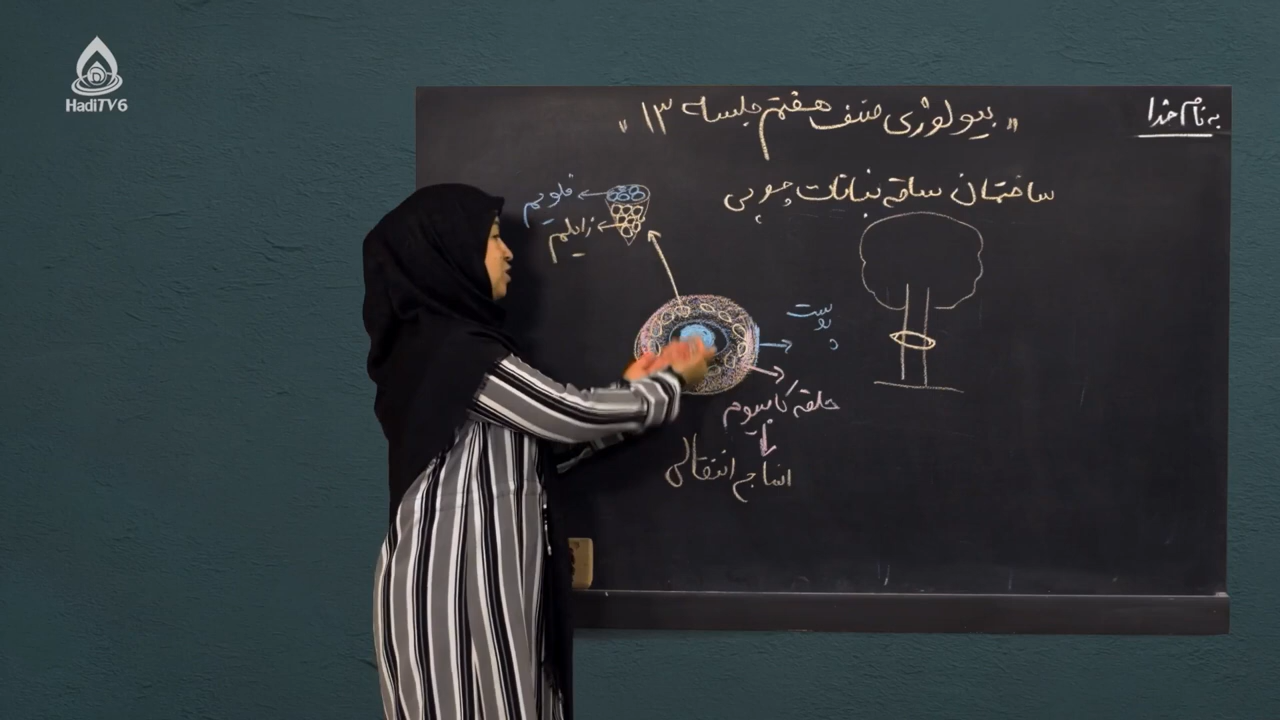 HadiTV6
به نام خدا
"بیولوژی صنف هفتم جلسه ۱۳"
ساختمان ساقه نباتات چوبی
فلویم
زایلم
پوست
حلقه کامبیوم
انساج انتقالی